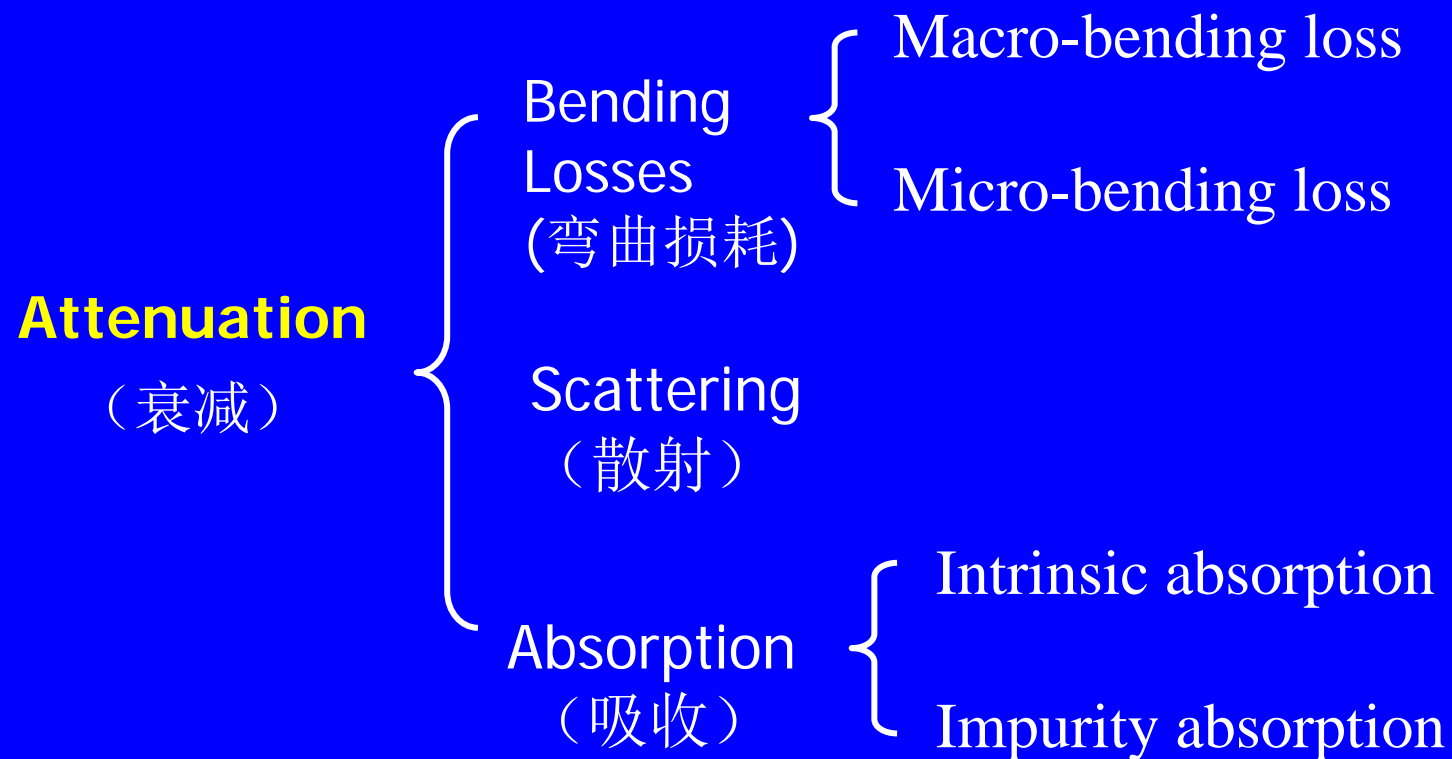 Attenuation
（衰减）
Bending
Losses
(弯曲损耗)
Macro-bending loss
Micro-bending loss
Scattering
（散射）
Absorption
（吸收）
Intrinsic absorption
Impurity absorption